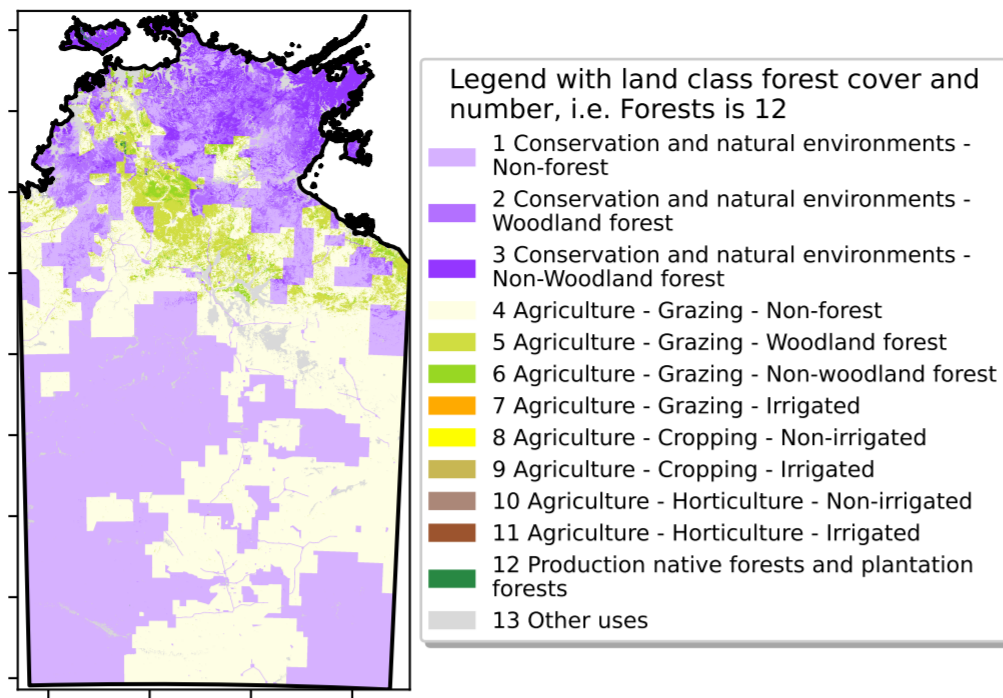 Legend with land class forest cover and
number, i.e. Forests is 12
1 Conservation and natural environments -
Non-forest
2 Conservation and natural environments -
Woodland forest
3 Conservation and natural environments -
Non-Woodland forest
4 Agriculture - Grazing - Non-forest
5 Agriculture - Grazing - Woodland forest
6 Agriculture - Grazing - Non-woodland forest
7 Agriculture - Grazing - Irrigated
8 Agriculture - Cropping - Non-irrigated
9 Agriculture - Cropping - Irrigated
10 Agriculture - Horticulture - Non-irrigated
11 Agriculture - Horticulture - Irrigated
12 Production native forests and plantation
forests
13 Other uses